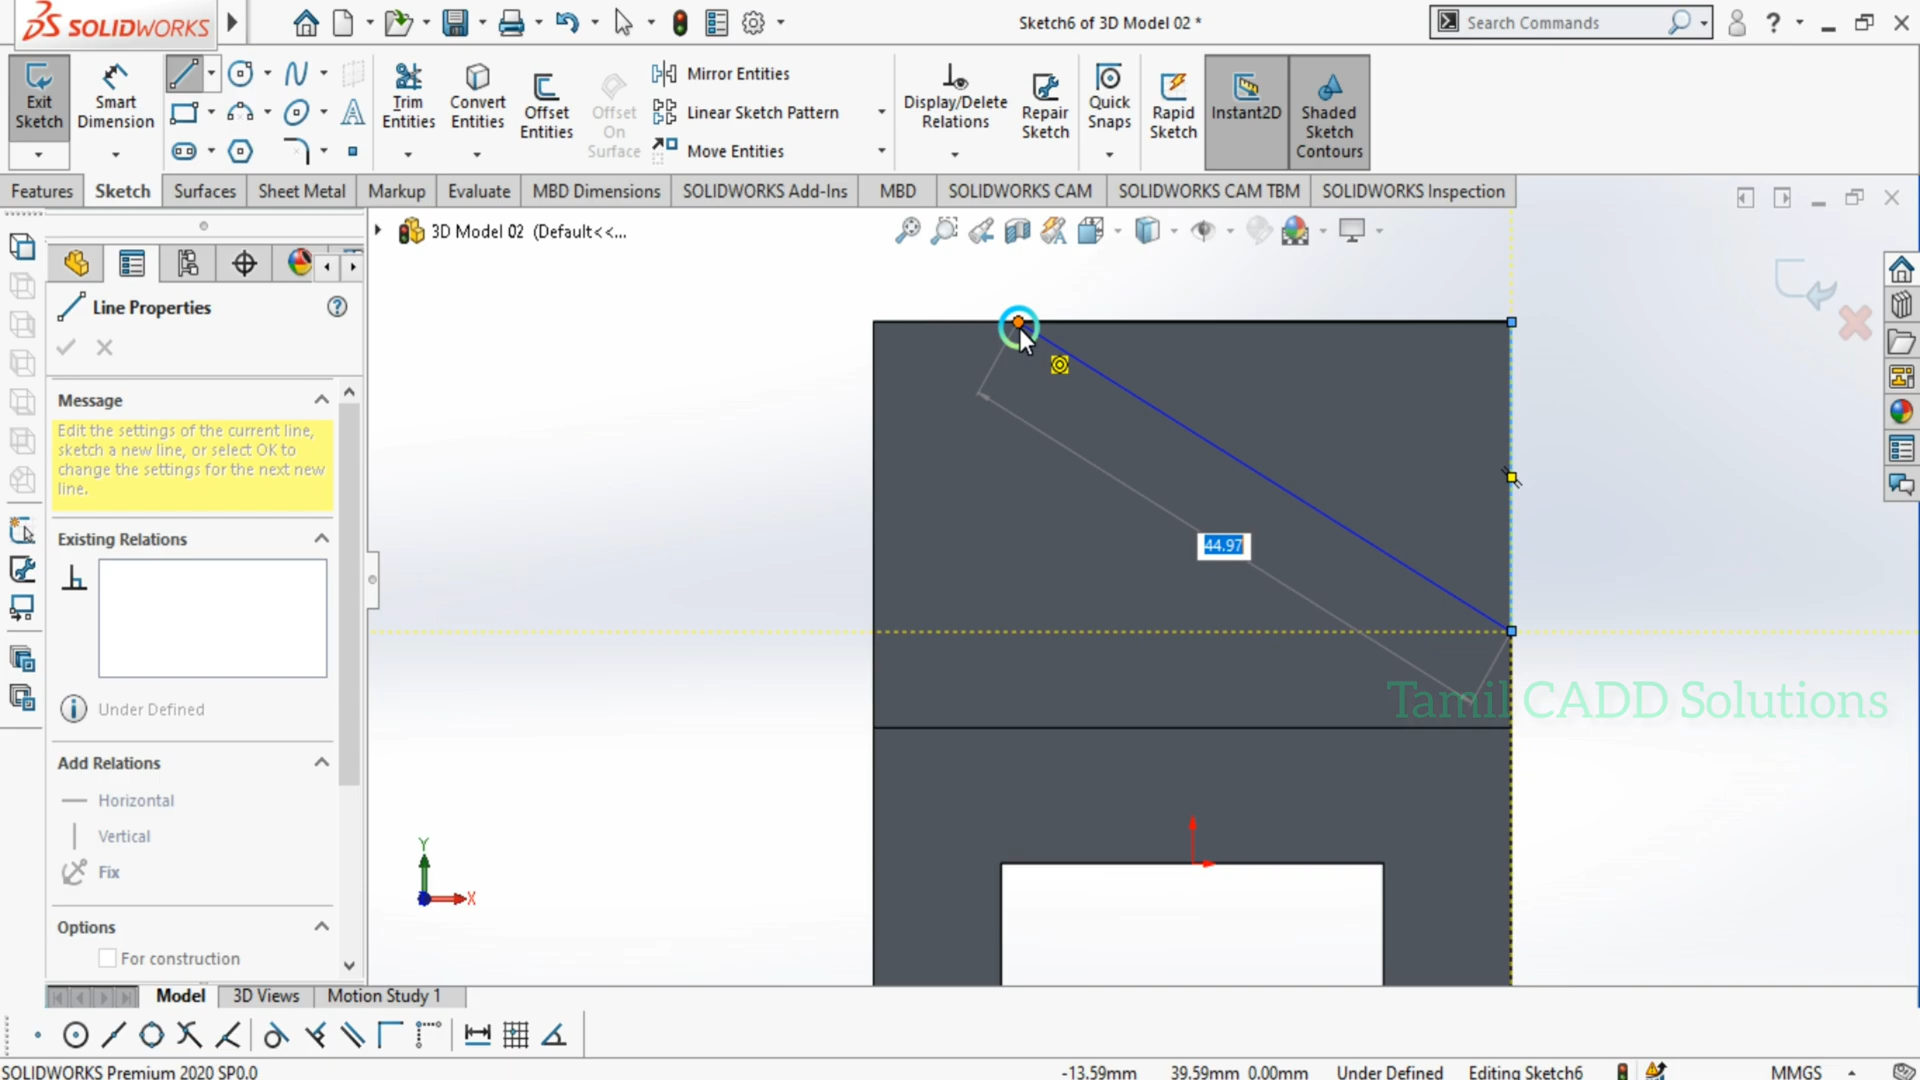 SOLIDWORKS
Sketch6 of 3D Model 02 *
Search Commands
Exit Sketch
Smart Dimension
Trim Entities
Convert Entities
Offset Entities
Offset On Surface
Mirror Entities
Linear Sketch Pattern
Move Entities
Display/Delete Relations
Repair Sketch
Quick Snaps
Rapid Sketch
Instant2D
Shaded Sketch Contours
Features
Sketch
Surfaces
Sheet Metal
Markup
Evaluate
MBD Dimensions
SOLIDWORKS Add-Ins
MBD
SOLIDWORKS CAM
SOLIDWORKS CAM TBM
SOLIDWORKS Inspection
3D Model 02 (Default<<...
Line Properties
Message
Edit the settings of the current line,
sketch a new line, or select OK to
change the settings for the next new
line.
Existing Relations
Under Defined
Add Relations
Horizontal
Vertical
Fix
Options
For construction
44.97
Tamil CADD Solutions
Y
X
Model
3D Views
Motion Study 1
SOLIDWORKS Premium 2020 SP0.0
-13.59mm
39.59mm
0.00mm
Under Defined
Editing Sketch6
MMGS